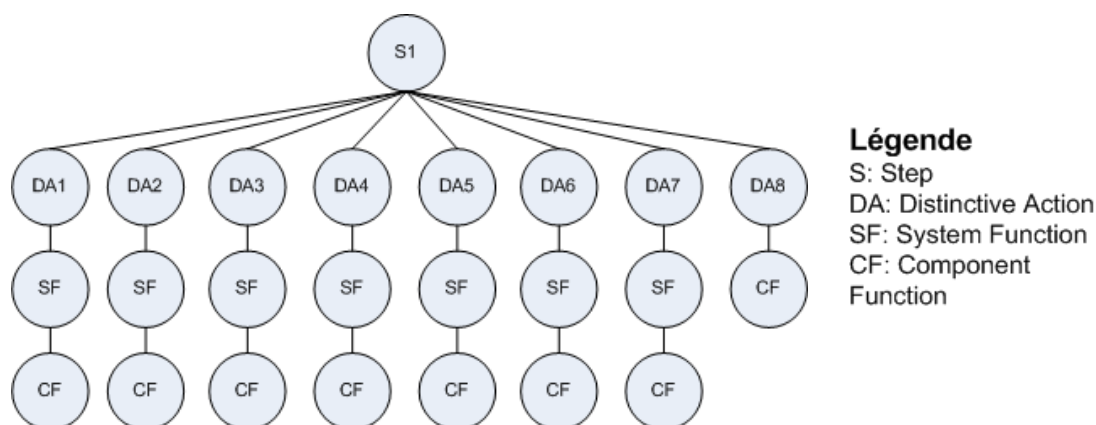 S1
DA1 DA2 DA3 DA4 DA5 DA6 DA7 DA8
SF SF SF SF SF SF SF CF
CF CF CF CF CF CF CF
Légende
S: Step
DA: Distinctive Action
SF: System Function
CF: Component
Function